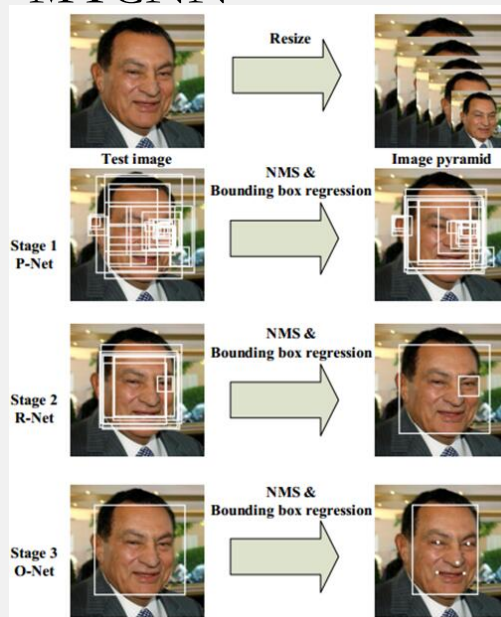 MTCNN
Resize
Test image
Image pyramid
NMS &
Bounding box regression
Stage 1
P-Net
NMS &
Bounding box regression
Stage 2
R-Net
NMS &
Bounding box regression
Stage 3
O-Net